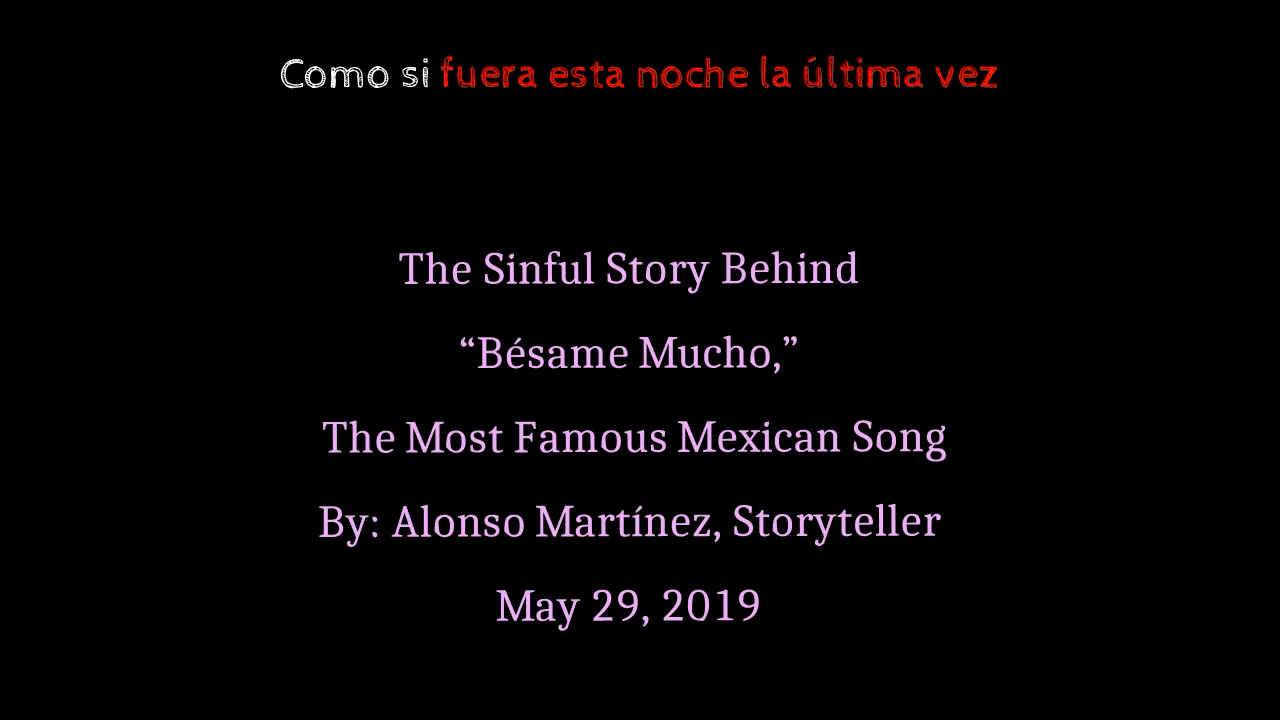 Como si fuera esta noche la última vez
The Sinful Story Behind
“Bésame Mucho,”
The Most Famous Mexican Song
By: Alonso Martínez, Storyteller
May 29, 2019